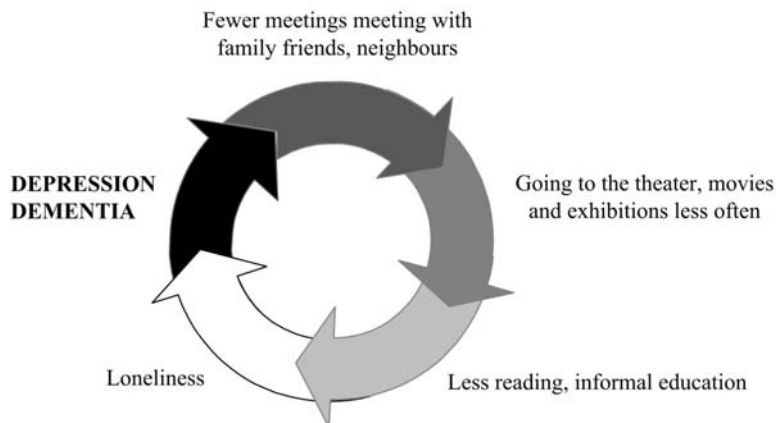 Fewer meetings meeting with
family friends, neighbours
DEPRESSION
DEMENTIA
Going to the theater, movies
and exhibitions less often
Loneliness
Less reading, informal education